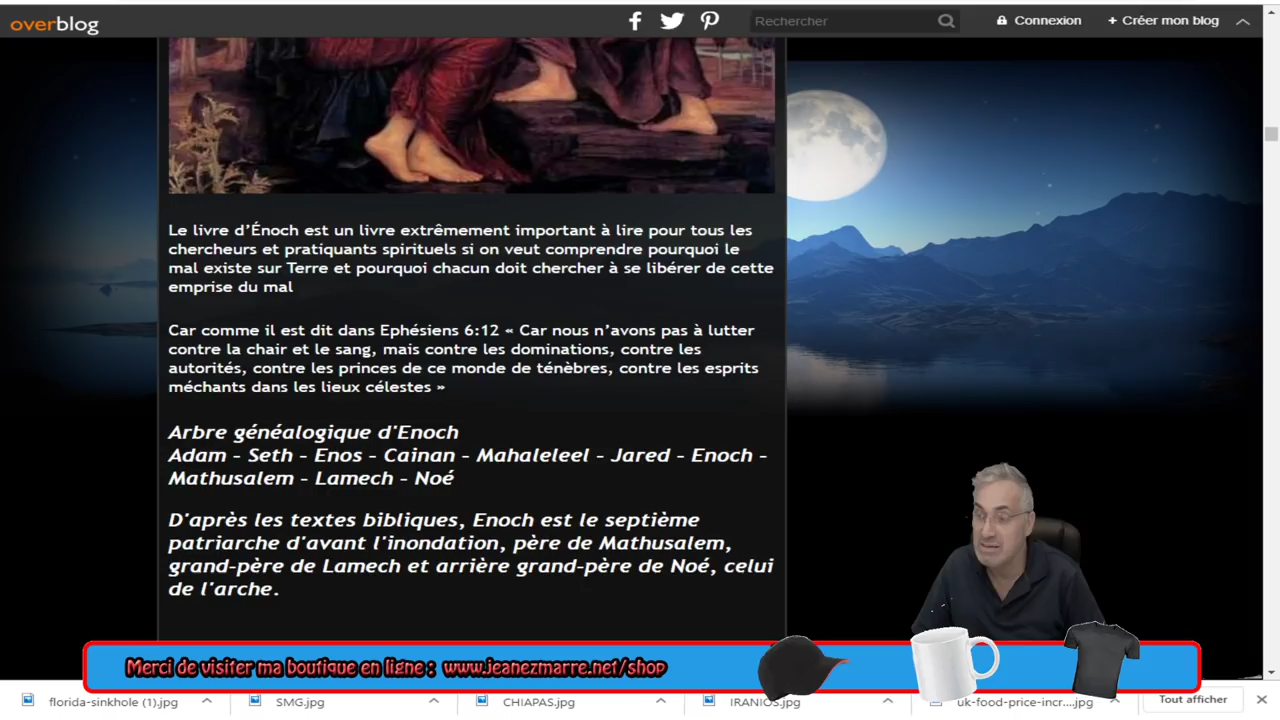 overblog
Rechercher
Connexion
+ Créer mon blog
Le livre d’Énoch est un livre extrêmement important à lire pour tous les
chercheurs et pratiquants spirituels si on veut comprendre pourquoi le
mal existe sur Terre et pourquoi chacun doit chercher à se libérer de cette
emprise du mal
Car comme il est dit dans Ephésiens 6:12 « Car nous n’avons pas à lutter
contre la chair et le sang, mais contre les dominations, contre les
autorités, contre les princes de ce monde de ténèbres, contre les esprits
méchants dans les lieux célestes »
Arbre généalogique d'Enoch
Adam - Seth - Enos - Cainan - Mahaleleel - Jared - Enoch -
Mathusalem - Lamech - Noé
D'après les textes bibliques, Enoch est le septième
patriarche d'avant l'inondation, père de Mathusalem,
grand-père de Lamech et arrière grand-père de Noé, celui
de l'arche.
Merci de visiter ma boutique en ligne : www.jeanezmarre.net/shop
florida-sinkhole (1).jpg
SMG.jpg
CHIAPAS.jpg
IRANIOS.jpg
uk-food-price-incr....jpg
Tout afficher